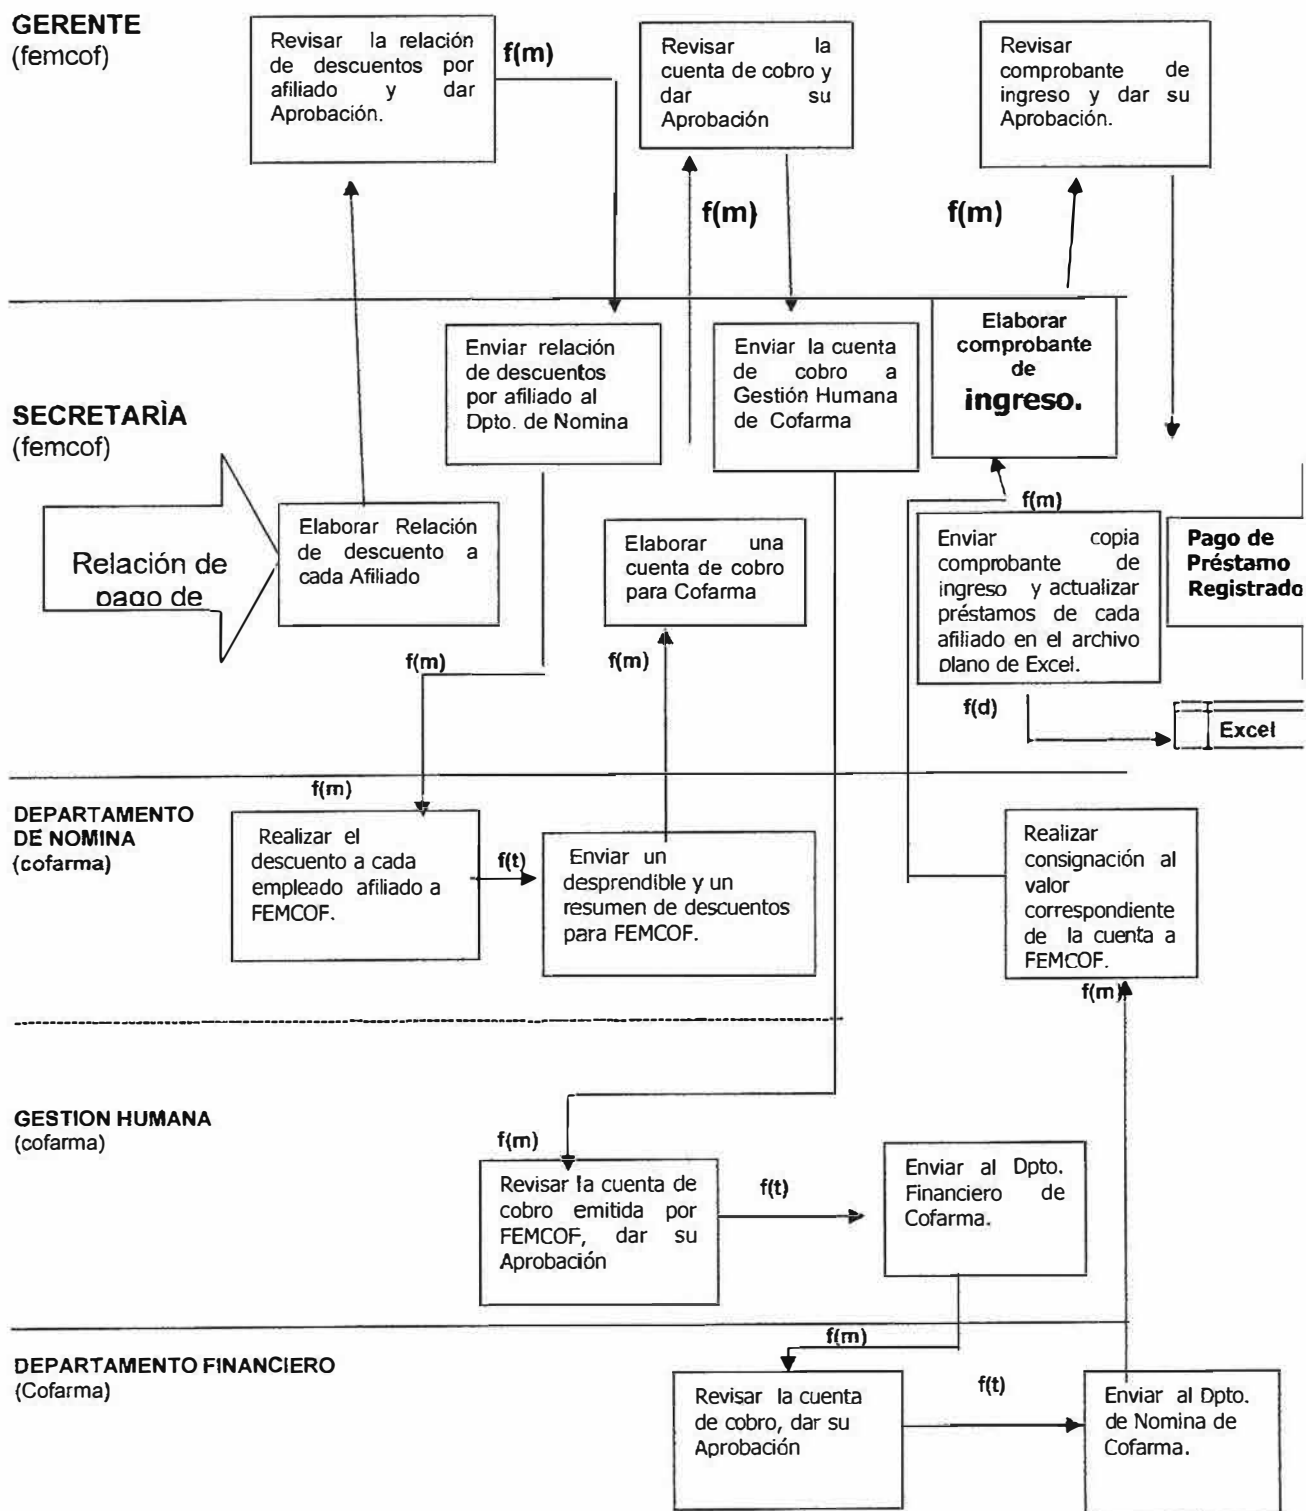 GERENTE
(femcof)
Revisar la relación
de descuentos por
afiliado y dar
Aprobación.
f(m)
Revisar la
cuenta de cobro y
dar su
Aprobación
f(m)
Revisar
comprobante de
ingreso y dar su
Aprobación.
f(m)
SECRETARÌA
(femcof)
Enviar relación
de descuentos
por afiliado al
Dpto. de Nomina
Enviar la cuenta
de cobro a
Gestión Humana
de Cofarma
Elaborar
comprobante
de
ingreso.
f(m)
Relación de
pago de
Elaborar Relación
de descuento a
cada Afiliado
Elaborar una
cuenta de cobro
para Cofarma
Enviar copia
comprobante de
ingreso y actualizar
préstamos de cada
afiliado en el archivo
plano de Excel.
Pago de
Préstamo
Registrado
f(m)
f(m)
f(d)
Excel
DEPARTAMENTO
DE NOMINA
(cofarma)
f(m)
Realizar el
descuento a cada
empleado afiliado a
FEMCOF.
f(t)
Enviar un
desprendible y un
resumen de descuentos
para FEMCOF.
Realizar
consignación al
valor
correspondiente
de la cuenta a
FEMCOF.
f(m)
GESTION HUMANA
(cofarma)
f(m)
Revisar la cuenta de
cobro emitida por
FEMCOF, dar su
Aprobación
f(t)
Enviar al Dpto.
Financiero de
Cofarma.
DEPARTAMENTO FINANCIERO
(Cofarma)
f(m)
Revisar la cuenta
de cobro, dar su
Aprobación
f(t)
Enviar al Dpto.
de Nomina de
Cofarma.